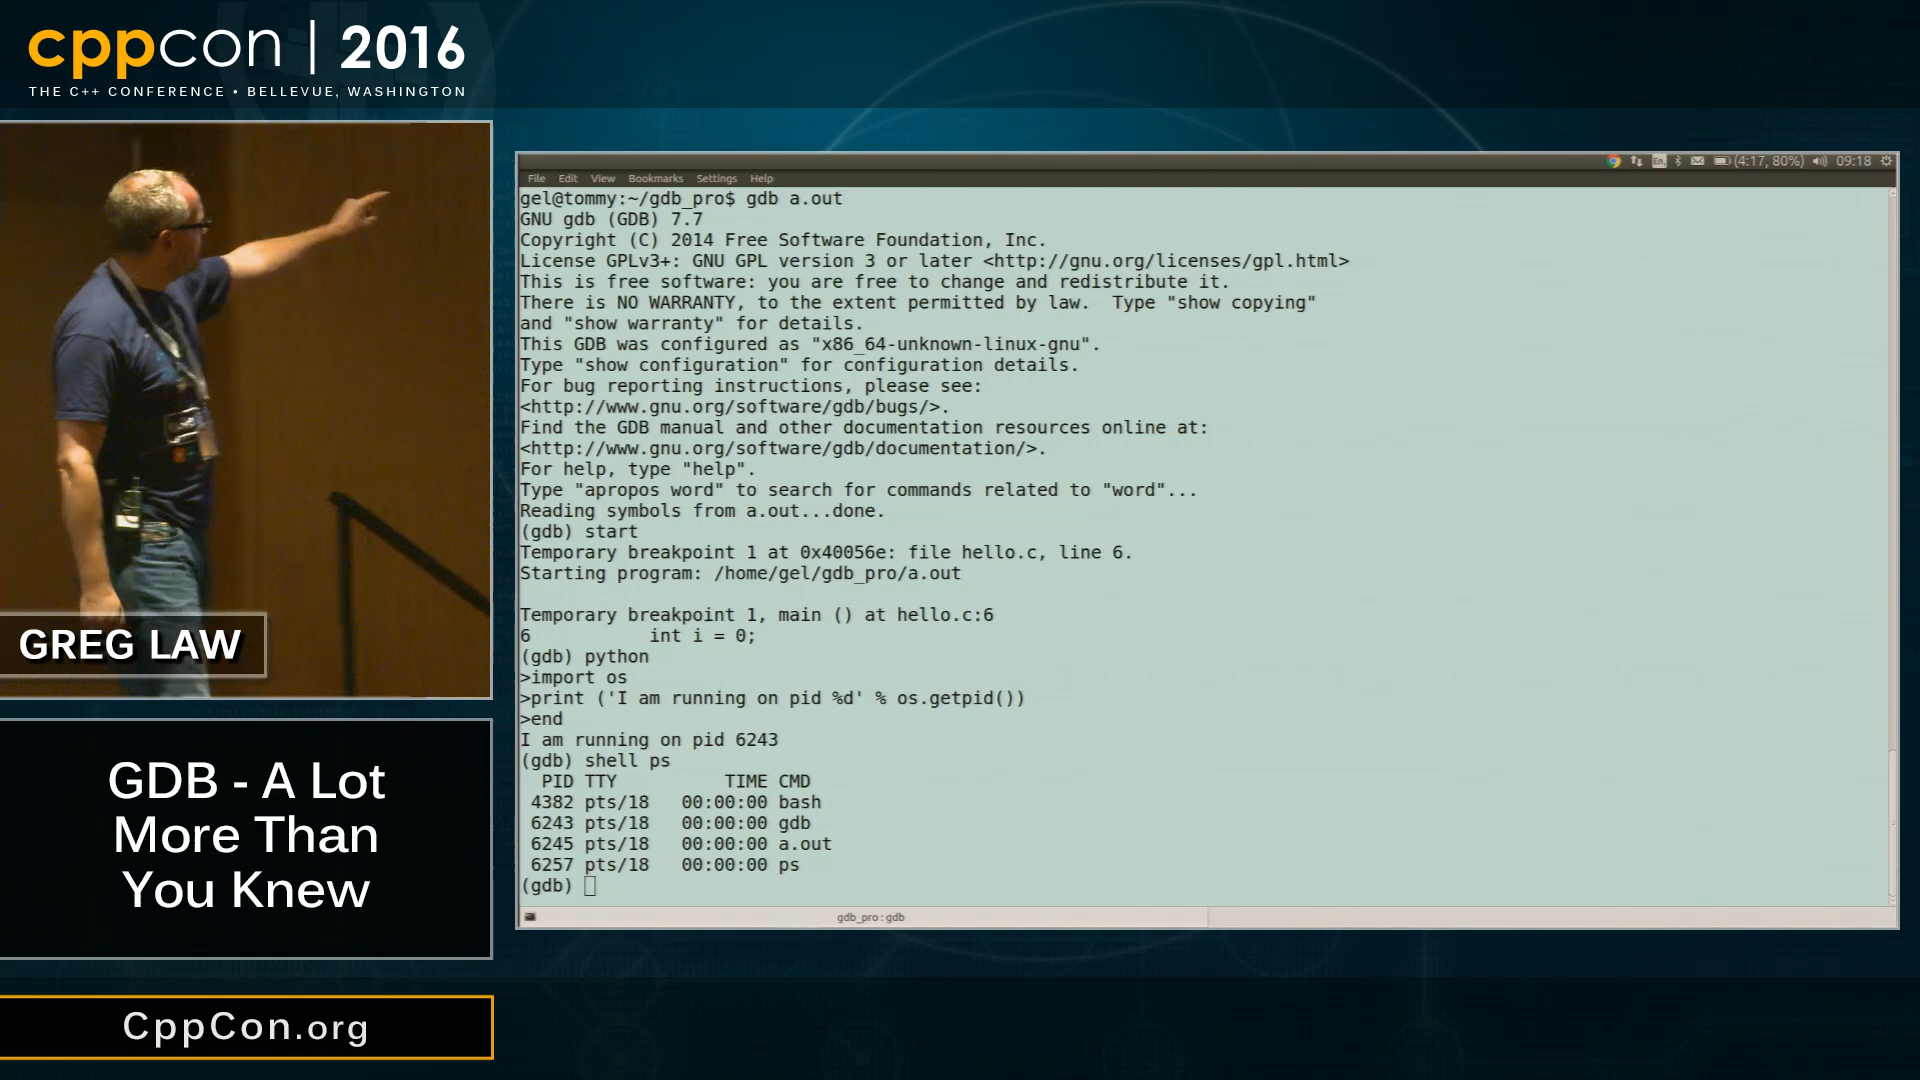 cppcon | 2016
THE C++ CONFERENCE • BELLEVUE, WASHINGTON
GREG LAW
GDB - A Lot
More Than
You Knew
CppCon.org
(4:17, 80%) 09:18
File Edit View Bookmarks Settings Help
gel@tommy:~/gdb_pro$ gdb a.out
GNU gdb (GDB) 7.7
Copyright (C) 2014 Free Software Foundation, Inc.
License GPLv3+: GNU GPL version 3 or later <http://gnu.org/licenses/gpl.html>
This is free software: you are free to change and redistribute it.
There is NO WARRANTY, to the extent permitted by law.  Type "show copying"
and "show warranty" for details.
This GDB was configured as "x86_64-unknown-linux-gnu".
Type "show configuration" for configuration details.
For bug reporting instructions, please see:
<http://www.gnu.org/software/gdb/bugs/>.
Find the GDB manual and other documentation resources online at:
<http://www.gnu.org/software/gdb/documentation/>.
For help, type "help".
Type "apropos word" to search for commands related to "word"...
Reading symbols from a.out...done.
(gdb) start
Temporary breakpoint 1 at 0x40056e: file hello.c, line 6.
Starting program: /home/gel/gdb_pro/a.out
Temporary breakpoint 1, main () at hello.c:6
6           int i = 0;
(gdb) python
>import os
>print ('I am running on pid %d' % os.getpid())
>end
I am running on pid 6243
(gdb) shell ps
  PID TTY          TIME CMD
 4382 pts/18   00:00:00 bash
 6243 pts/18   00:00:00 gdb
 6245 pts/18   00:00:00 a.out
 6257 pts/18   00:00:00 ps
(gdb)
gdb_pro : gdb